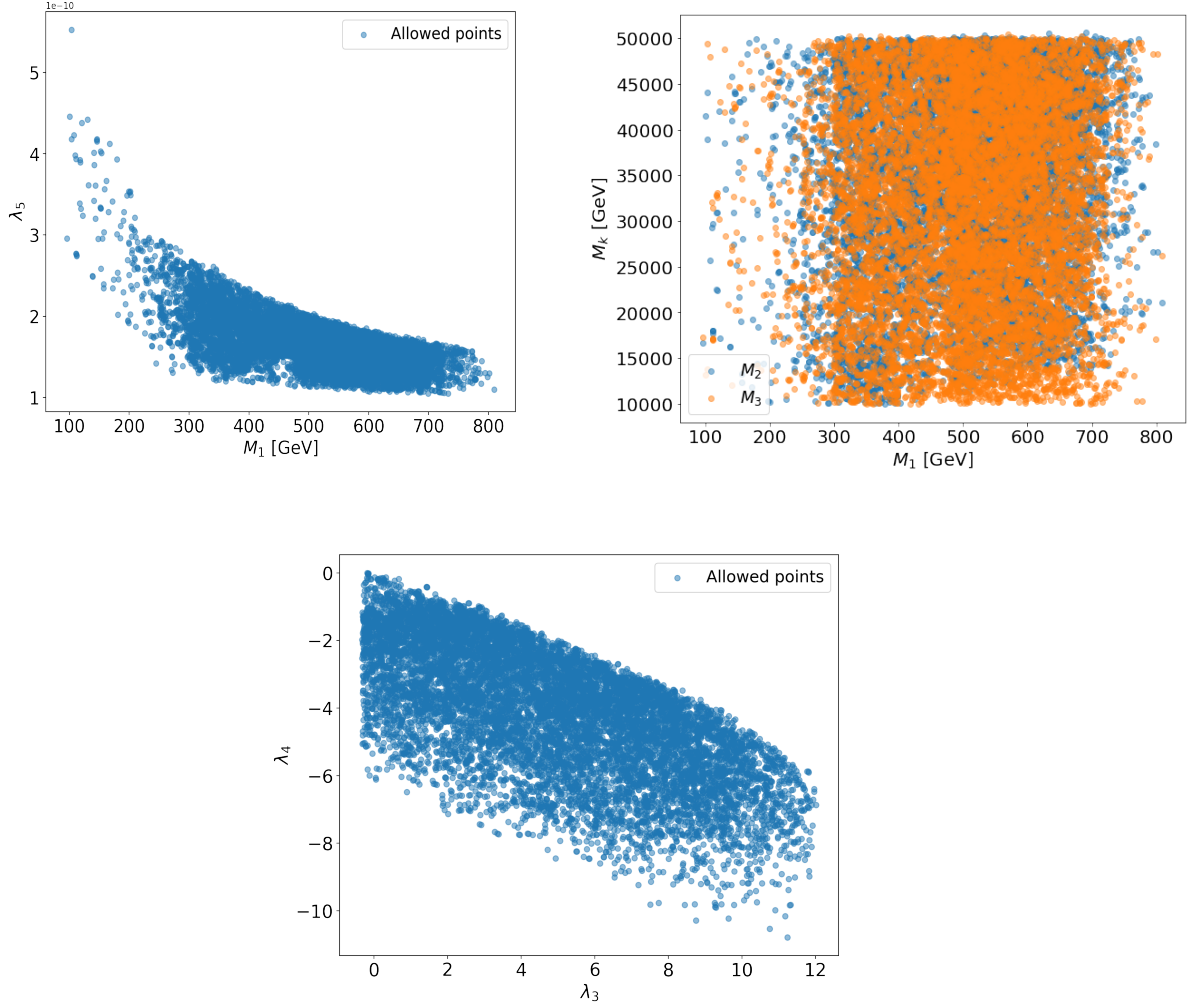 1e−10
Allowed points
5
4
3
2
1
λ5
100 200 300 400 500 600 700 800
M1 [GeV]
50000
45000
40000
35000
30000
25000
20000
15000
10000
Mk [GeV]
M2
M3
100 200 300 400 500 600 700 800
M1 [GeV]
Allowed points
0
−2
−4
−6
−8
−10
λ4
0 2 4 6 8 10 12
λ3